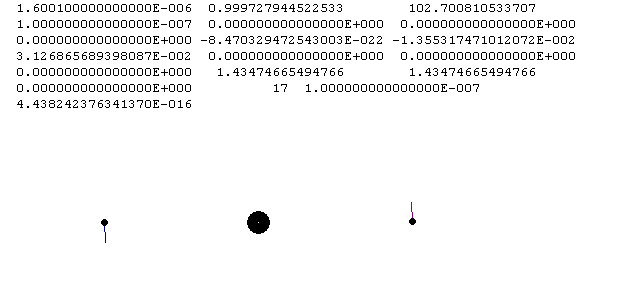 1.600100000000000E-006 0.999727944522533 102.700810533707
1.000000000000000E-007 0.000000000000000E+000 0.000000000000000E+000
0.000000000000000E+000 -8.470329472543003E-022 -1.355317471012072E-002
3.126865689398087E-002 0.000000000000000E+000 0.000000000000000E+000
0.000000000000000E+000 1.43474665494766 1.43474665494766
0.000000000000000E+000 17 1.000000000000000E-007
4.438242376341370E-016